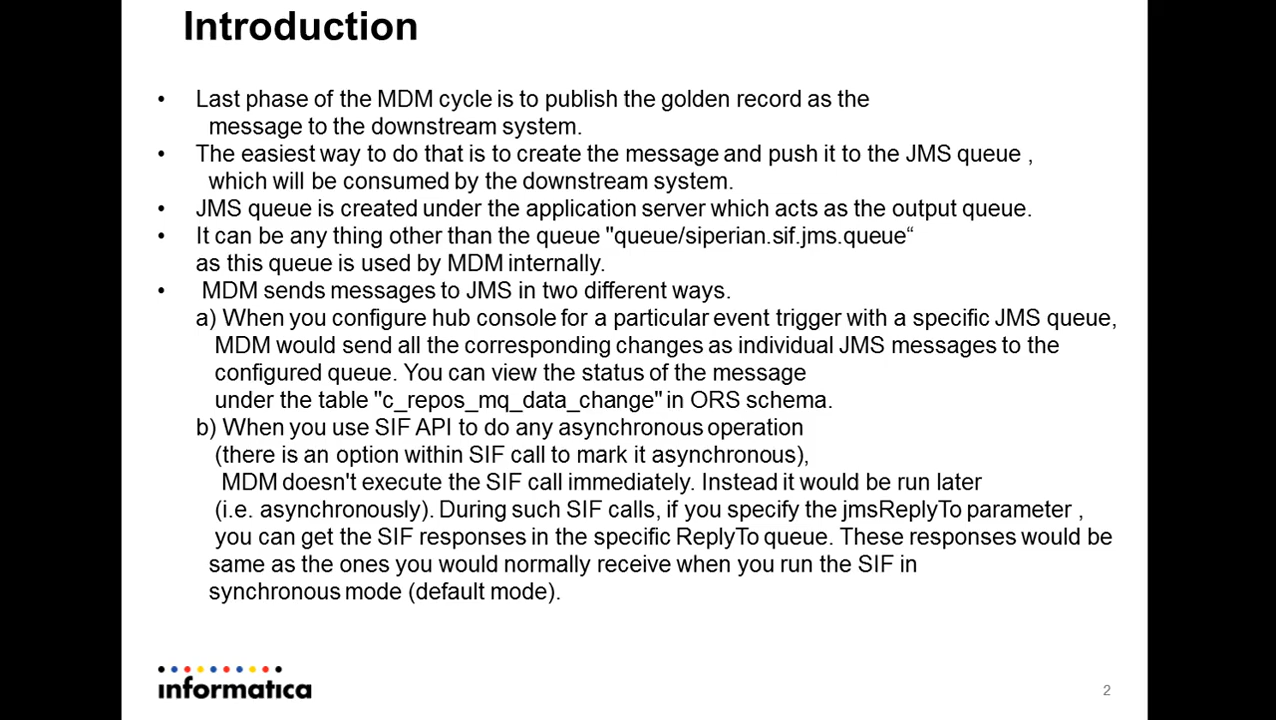 Introduction
• Last phase of the MDM cycle is to publish the golden record as the
message to the downstream system.
• The easiest way to do that is to create the message and push it to the JMS queue ,
which will be consumed by the downstream system.
• JMS queue is created under the application server which acts as the output queue.
• It can be any thing other than the queue "queue/siperian.sif.jms.queue“
as this queue is used by MDM internally.
• MDM sends messages to JMS in two different ways.
a) When you configure hub console for a particular event trigger with a specific JMS queue,
MDM would send all the corresponding changes as individual JMS messages to the
configured queue. You can view the status of the message
under the table "c_repos_mq_data_change" in ORS schema.
b) When you use SIF API to do any asynchronous operation
(there is an option within SIF call to mark it asynchronous),
MDM doesn't execute the SIF call immediately. Instead it would be run later
(i.e. asynchronously). During such SIF calls, if you specify the jmsReplyTo parameter ,
you can get the SIF responses in the specific ReplyTo queue. These responses would be
same as the ones you would normally receive when you run the SIF in
synchronous mode (default mode).
informatica
2